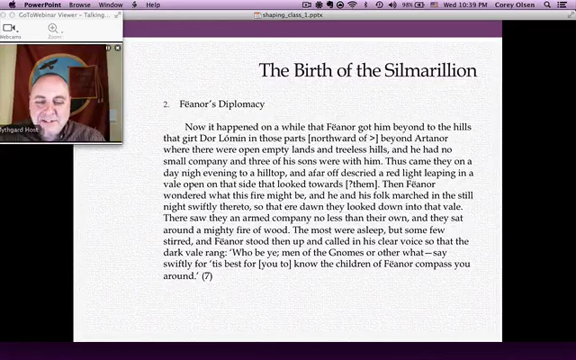 PowerPoint Browse Window Help
98% Wed 10:39 PM Corey Olsen
GoToWebinar Viewer - Talking...
shaping_class_1.pptx
Webcams
Zoom
Mythgard Host
The Birth of the Silmarillion
2. Fëanor's Diplomacy
Now it happened on a while that Fëanor got him beyond to the hills
that girt Dor Lómin in those parts [northward of >] beyond Artanor
where there were open empty lands and treeless hills, and he had no
small company and three of his sons were with him. Thus came they on a
day nigh evening to a hilltop, and afar off descried a red light leaping in a
vale open on that side that looked towards [?them]. Then Fëanor
wondered what this fire might be, and he and his folk marched in the still
night swiftly thereto, so that ere dawn they looked down into that vale.
There saw they an armed company no less than their own, and they sat
around a mighty fire of wood. The most were asleep, but some few
stirred, and Fëanor stood then up and called in his clear voice so that the
dark vale rang: 'Who be ye; men of the Gnomes or other what—say
swiftly for 'tis best for [you to] know the children of Fëanor compass you
around.' (7)